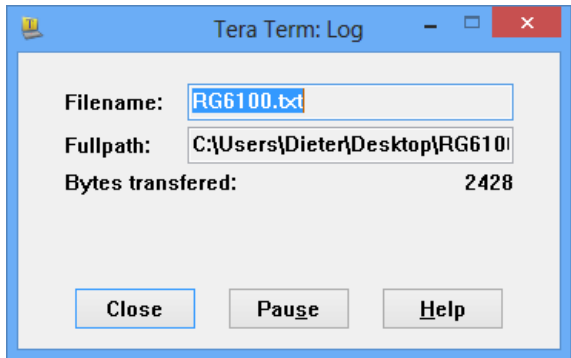 Tera Term: Log
Filename: RG6100.txt
Fullpath: C:\Users\Dieter\Desktop\RG610
Bytes transfered: 2428
Close Pause Help